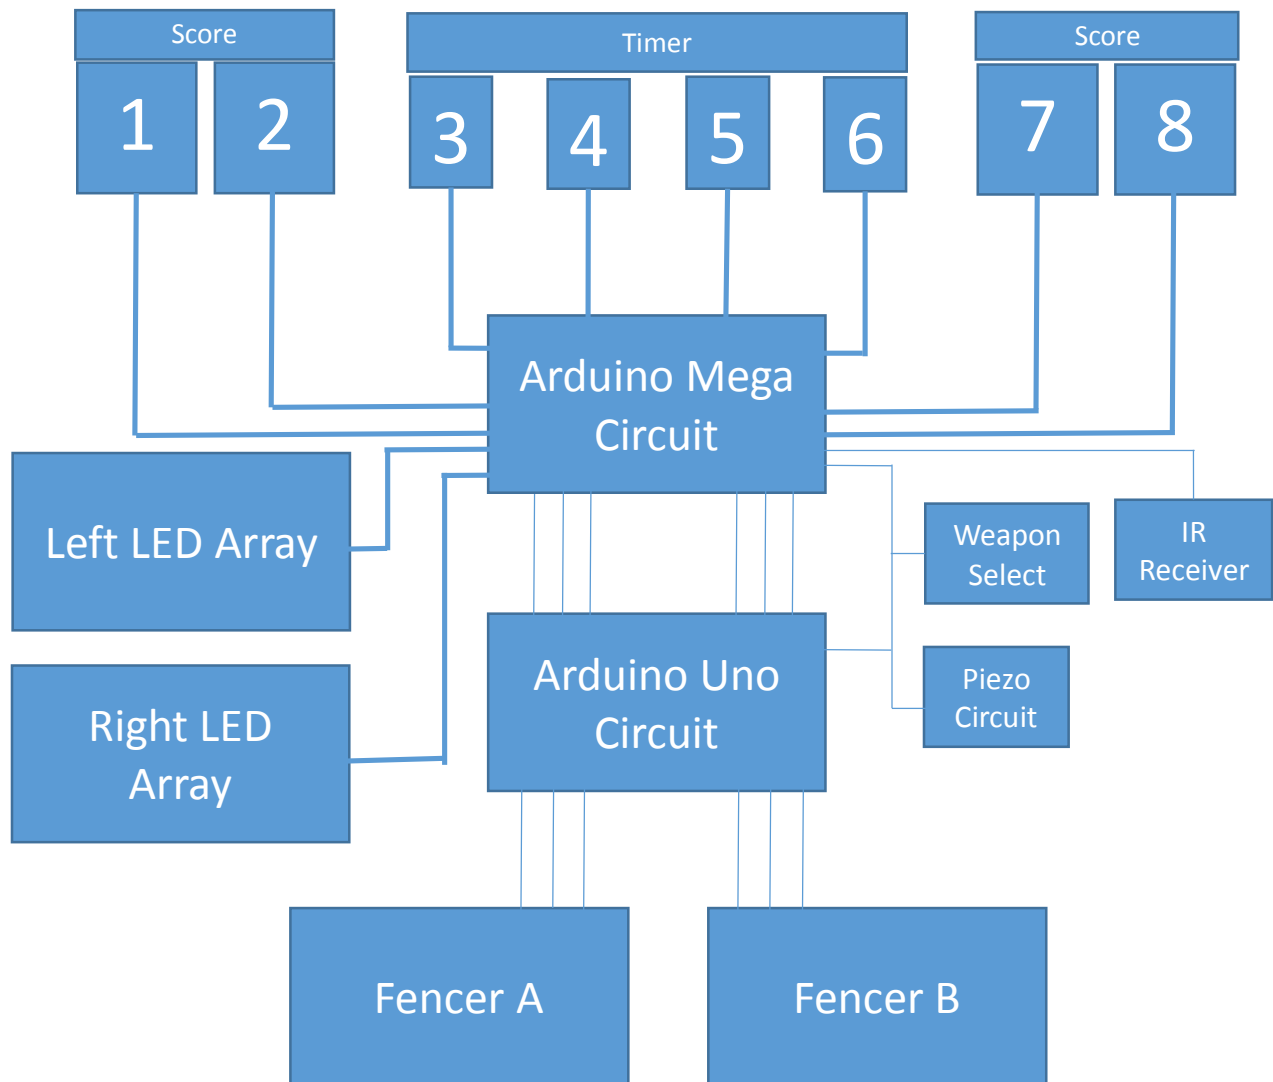 Score
Timer
Score
1
2
3
4
5
6
7
8
Arduino Mega
Circuit
Left LED Array
Weapon
Select
IR
Receiver
Right LED
Array
Arduino Uno
Circuit
Piezo
Circuit
Fencer A
Fencer B